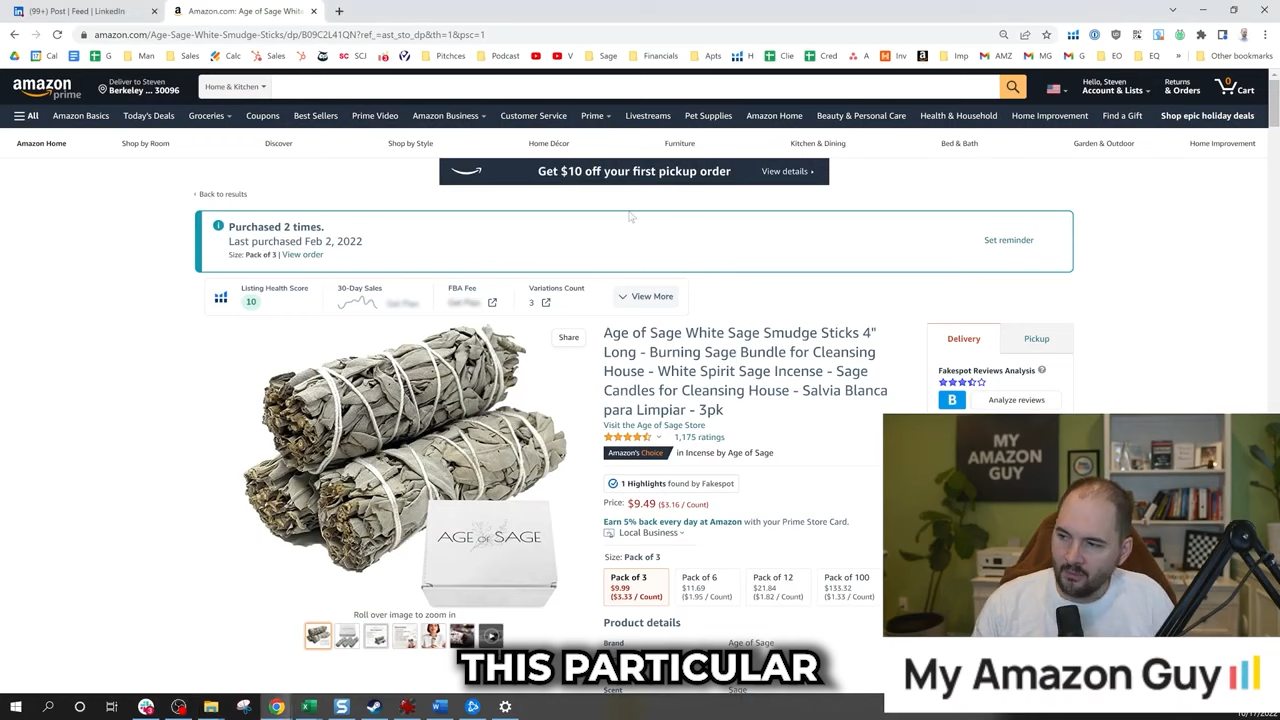 (99+) Post | Feed | LinkedIn
Amazon.com: Age of Sage White
amazon.com/Age-Sage-White-Smudge-Sticks/dp/B09C2L41QN?ref_=ast_sto_dp&th=1&psc=1
Cal
Man
Sales
Calc
Sales
SC
SCJ
Pitchces
Podcast
V
Sage
Financials
Apts
H
Clie
Cred
A
Inv
Imp
AMZ
MG
EO
EQ
»
Other bookmarks
amazon prime
Deliver to Steven
Berkeley ... 30096
Home & Kitchen
Hello, Steven
Account & Lists
Returns
& Orders
0
Cart
All
Amazon Basics
Today's Deals
Groceries
Coupons
Best Sellers
Prime Video
Amazon Business
Customer Service
Prime
Livestreams
Pet Supplies
Amazon Home
Beauty & Personal Care
Health & Household
Home Improvement
Find a Gift
Shop epic holiday deals
Amazon Home
Shop by Room
Discover
Shop by Style
Home Décor
Furniture
Kitchen & Dining
Bed & Bath
Garden & Outdoor
Home Improvement
Get $10 off your first pickup order
View details
‹ Back to results
Purchased 2 times.
Last purchased Feb 2, 2022
Size: Pack of 3 | View order
Set reminder
Listing Health Score
10
30-Day Sales
FBA Fee
Variations Count
3
View More
Share
Age of Sage White Sage Smudge Sticks 4"
Long - Burning Sage Bundle for Cleansing
House - White Spirit Sage Incense - Sage
Candles for Cleansing House - Salvia Blanca
para Limpiar - 3pk
Visit the Age of Sage Store
1,175 ratings
Amazon's Choice in Incense by Age of Sage
1 Highlights found by Fakespot
Price: $9.49 ($3.16 / Count)
Earn 5% back every day at Amazon with your Prime Store Card.
Local Business
Size: Pack of 3
Pack of 3
$9.99
($3.33 / Count)
Pack of 6
$11.69
($1.95 / Count)
Pack of 12
$21.84
($1.82 / Count)
Pack of 100
$133.32
($1.33 / Count)
Product details
Brand
Age of Sage
Scent
Sage
Delivery
Pickup
Fakespot Reviews Analysis
B
Analyze reviews
AGE OF SAGE
Roll over image to zoom in
MY
AMAZON
GUY
THIS PARTICULAR
My Amazon Guy
10/17/2022